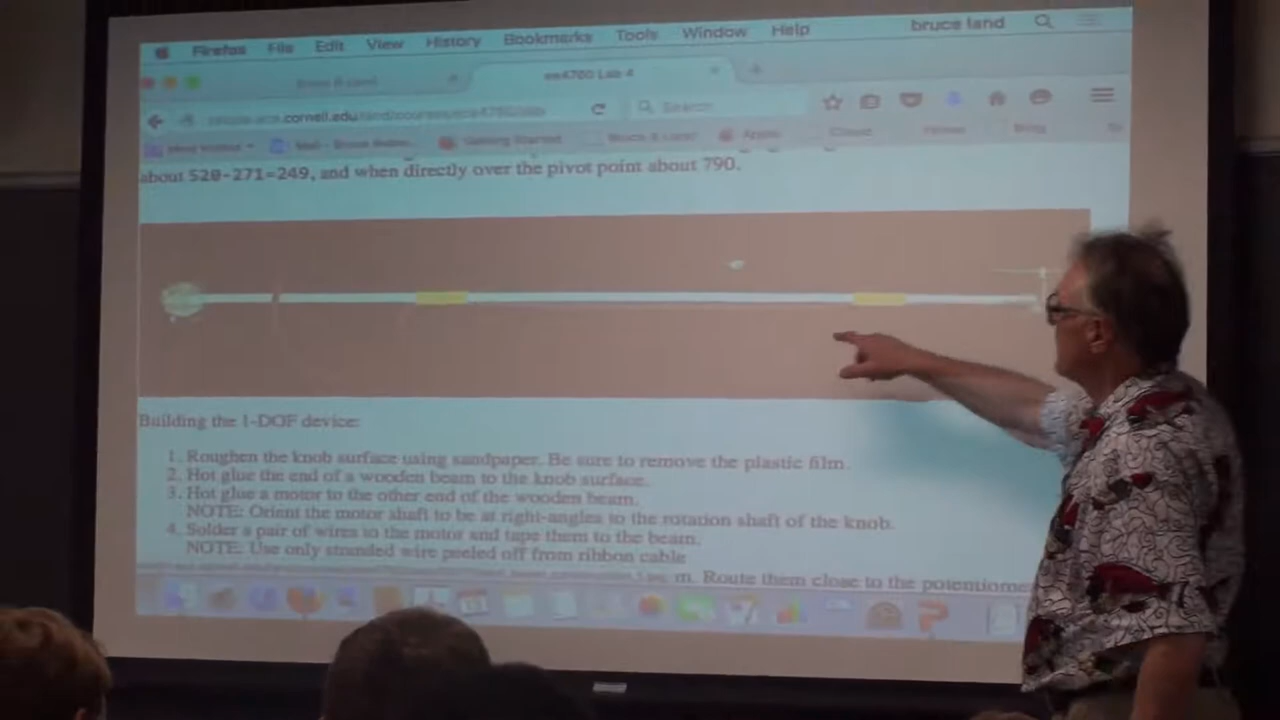 Firefox File Edit View History Bookmarks Tools Window Help bruce land
ee4760 Lab 4
cornell.edu
Search
Getting Started
about 520-271=249, and when directly over the pivot point about 790.
Building the 1-DOF device:
1. Roughen the knob surface using sandpaper. Be sure to remove the plastic film.
2. Hot glue the end of a wooden beam to the knob surface.
3. Hot glue a motor to the other end of the wooden beam.
NOTE: Orient the motor shaft to be at right-angles to the rotation shaft of the knob.
4. Solder a pair of wires to the motor and tape them to the beam.
NOTE: Use only stranded wire peeled off from ribbon cable
m. Route them close to the potentiome